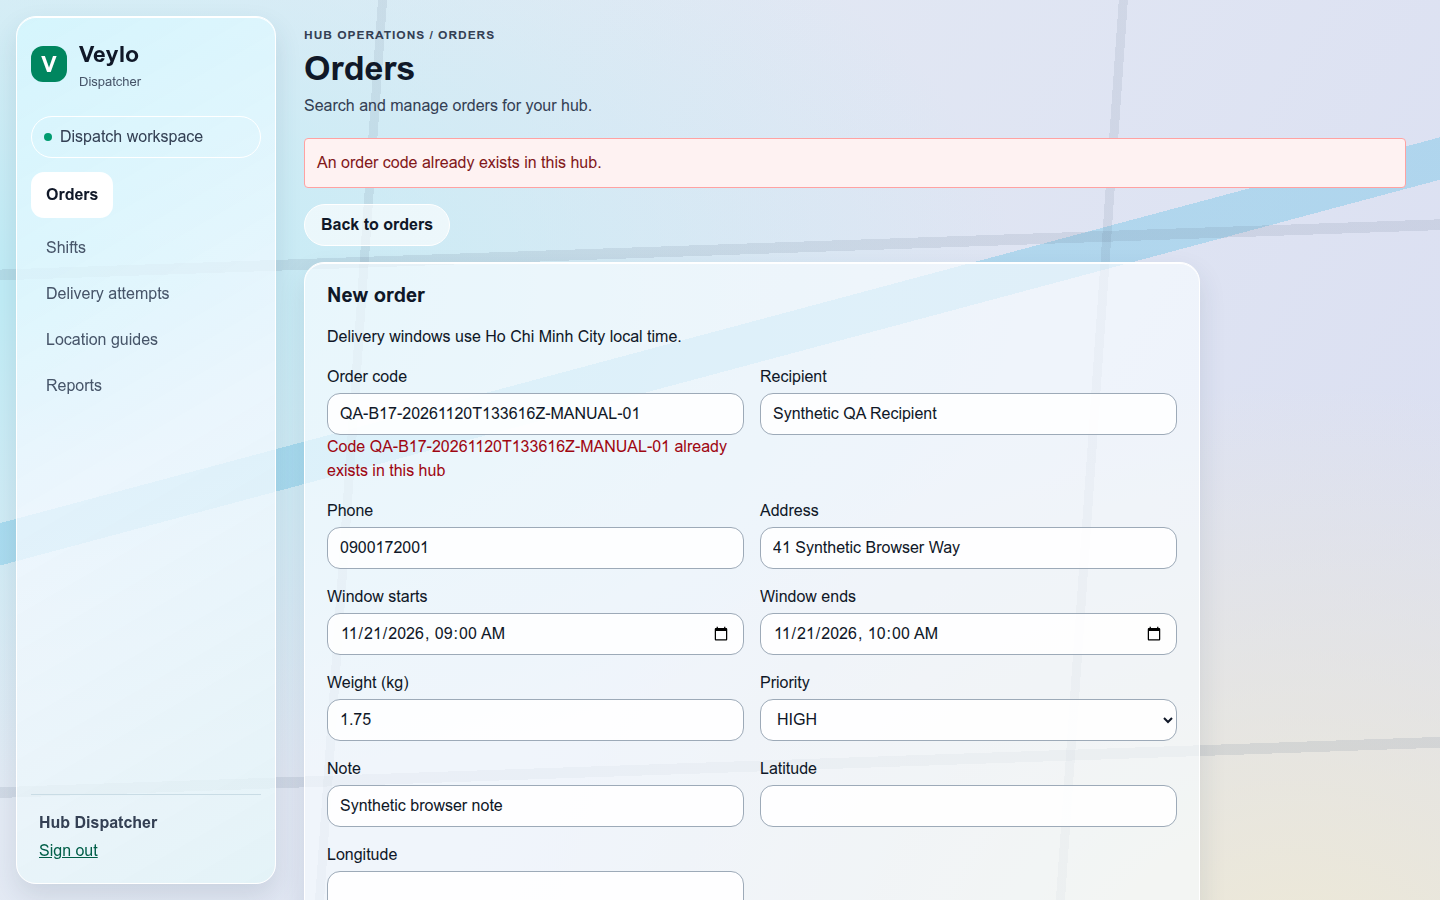 V
Veylo
Dispatcher
Dispatch workspace
Orders
Shifts
Delivery attempts
Location guides
Reports
Hub Dispatcher
Sign out
HUB OPERATIONS / ORDERS
Orders
Search and manage orders for your hub.
An order code already exists in this hub.
Back to orders
New order
Delivery windows use Ho Chi Minh City local time.
Order code
QA-B17-20261120T133616Z-MANUAL-01
Code QA-B17-20261120T133616Z-MANUAL-01 already
exists in this hub
Recipient
Synthetic QA Recipient
Phone
0900172001
Address
41 Synthetic Browser Way
Window starts
11/21/2026, 09:00 AM
Window ends
11/21/2026, 10:00 AM
Weight (kg)
1.75
Priority
HIGH
Note
Synthetic browser note
Latitude
Longitude